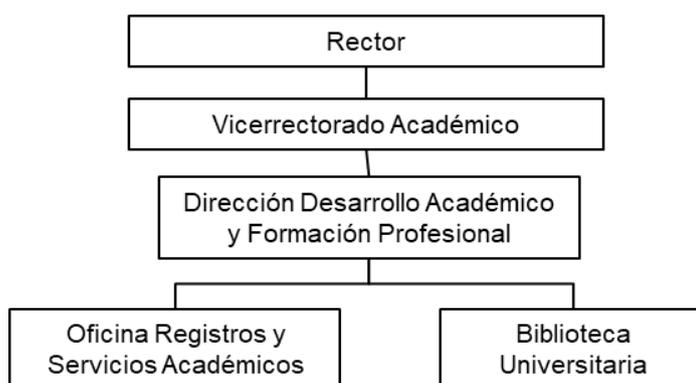 Rector
Vicerrectorado Académico
Dirección Desarrollo Académico
y Formación Profesional
Oficina Registros y
Servicios Académicos
Biblioteca
Universitaria